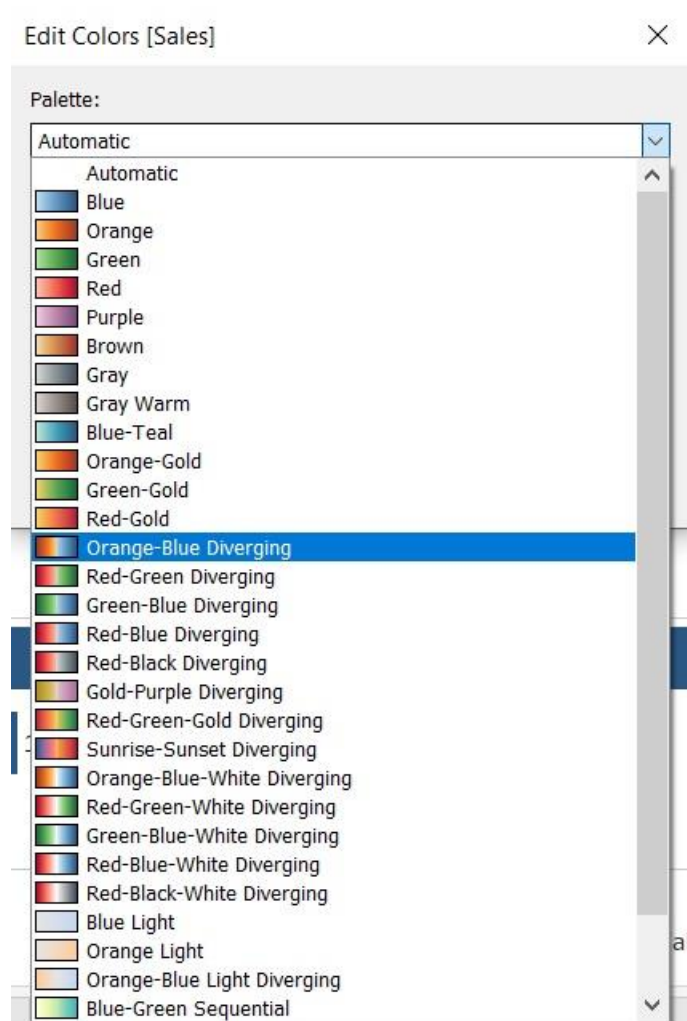 Edit Colors [Sales]
Palette:
Automatic
Automatic
Blue
Orange
Green
Red
Purple
Brown
Gray
Gray Warm
Blue-Teal
Orange-Gold
Green-Gold
Red-Gold
Orange-Blue Diverging
Red-Green Diverging
Green-Blue Diverging
Red-Blue Diverging
Red-Black Diverging
Gold-Purple Diverging
Red-Green-Gold Diverging
Sunrise-Sunset Diverging
Orange-Blue-White Diverging
Red-Green-White Diverging
Green-Blue-White Diverging
Red-Blue-White Diverging
Red-Black-White Diverging
Blue Light
Orange Light
Orange-Blue Light Diverging
Blue-Green Sequential